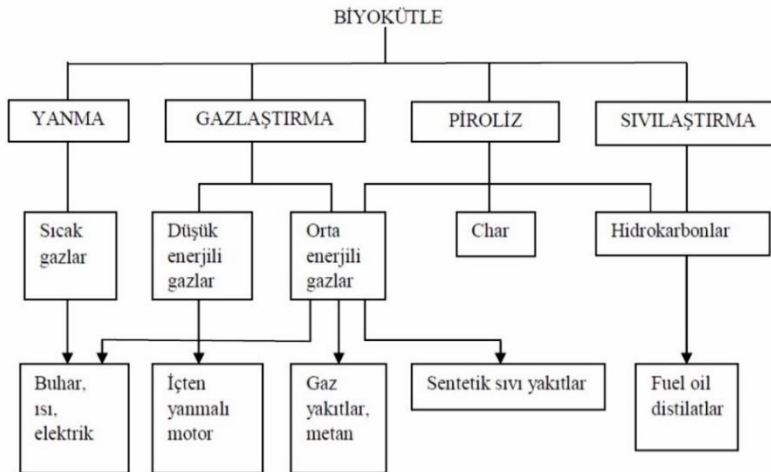 BİYOKÜTLE
YANMA
GAZLAŞTIRMA
PİROLİZ
SIVILAŞTIRMA
Sıcak
gazlar
Düşük
enerjili
gazlar
Orta
enerjili
gazlar
Char
Hidrokarbonlar
Buhar,
ısı,
elektrik
İçten
yanmalı
motor
Gaz
yakıtlar,
metan
Sentetik sıvı yakıtlar
Fuel oil
distilatlar